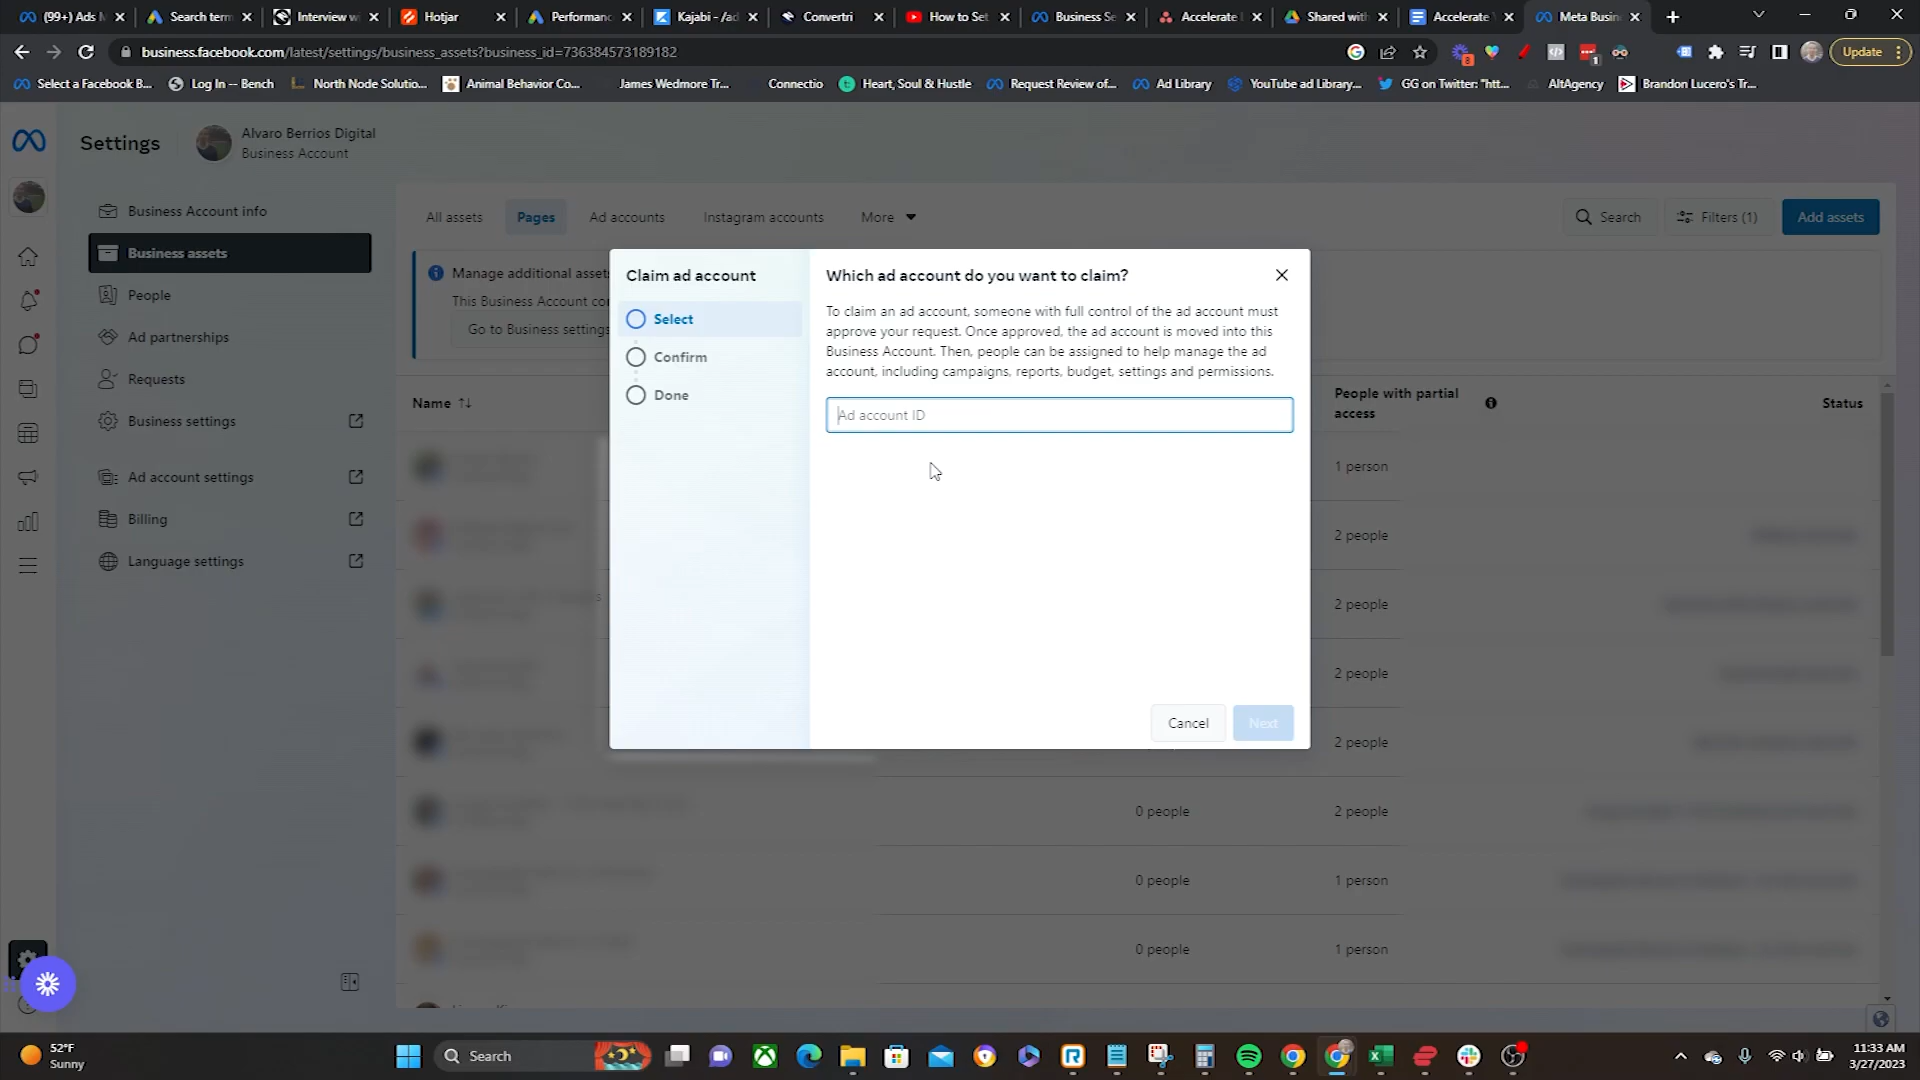 (99+) Ads M
Search term
Interview wi
Hotjar
Performanc
Kajabi - /ad
Convertri
How to Set
Business Se
Accelerate
Shared with
Accelerate
Meta Busin
business.facebook.com/latest/settings/business_assets?business_id=736384573189182
8
1
Update
Select a Facebook B...
Log In — Bench
North Node Solutio...
Animal Behavior Co...
James Wedmore Tr...
Connectio
Heart, Soul & Hustle
Request Review of...
Ad Library
YouTube ad Library...
GG on Twitter: "htt...
AltAgency
Brandon Lucero's Tr...
Settings
Alvaro Berrios Digital
Business Account
Business Account info
Business assets
People
Ad partnerships
Requests
Business settings
Ad account settings
Billing
Language settings
All assets
Pages
Ad accounts
Instagram accounts
More
Search
Filters (1)
Add assets
Manage additional assets
This Business Account con
Go to Business settings
Name
People with partial
access
Status
Claim ad account
Select
Confirm
Done
Which ad account do you want to claim?
To claim an ad account, someone with full control of the ad account must
approve your request. Once approved, the ad account is moved into this
Business Account. Then, people can be assigned to help manage the ad
account, including campaigns, reports, budget, settings and permissions.
Ad account ID
Cancel
Next
1 person
2 people
2 people
2 people
2 people
0 people
2 people
0 people
1 person
0 people
1 person
52°F
Sunny
Search
11:33 AM
3/27/2023